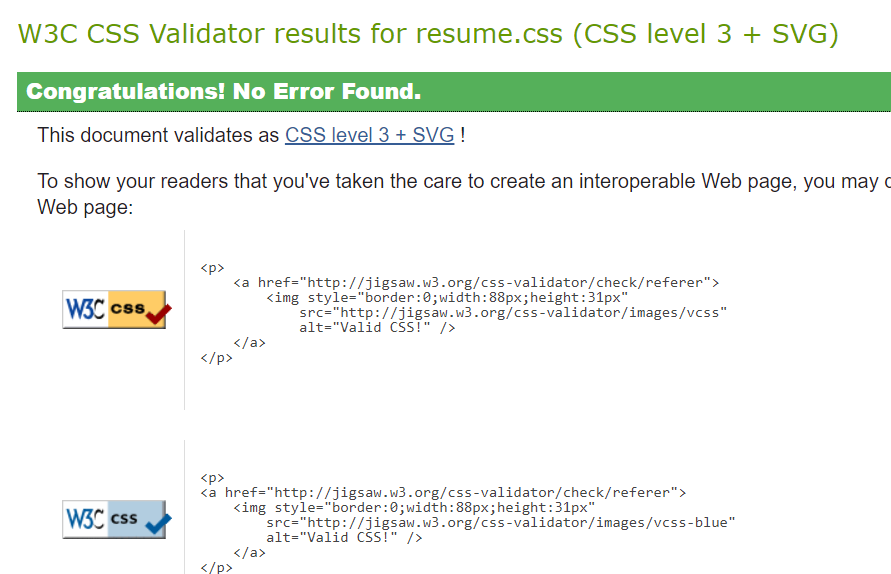 W3C CSS Validator results for resume.css (CSS level 3 + SVG)
Congratulations! No Error Found.
This document validates as CSS level 3 + SVG !
To show your readers that you've taken the care to create an interoperable Web page, you may
Web page:
<p>
    <a href="http://jigsaw.w3.org/css-validator/check/referer">
        <img style="border:0;width:88px;height:31px"
            src="http://jigsaw.w3.org/css-validator/images/vcss"
            alt="Valid CSS!" />
    </a>
</p>
W3C css
<p>
<a href="http://jigsaw.w3.org/css-validator/check/referer">
    <img style="border:0;width:88px;height:31px"
        src="http://jigsaw.w3.org/css-validator/images/vcss-blue"
        alt="Valid CSS!" />
    </a>
</p>
W3C css